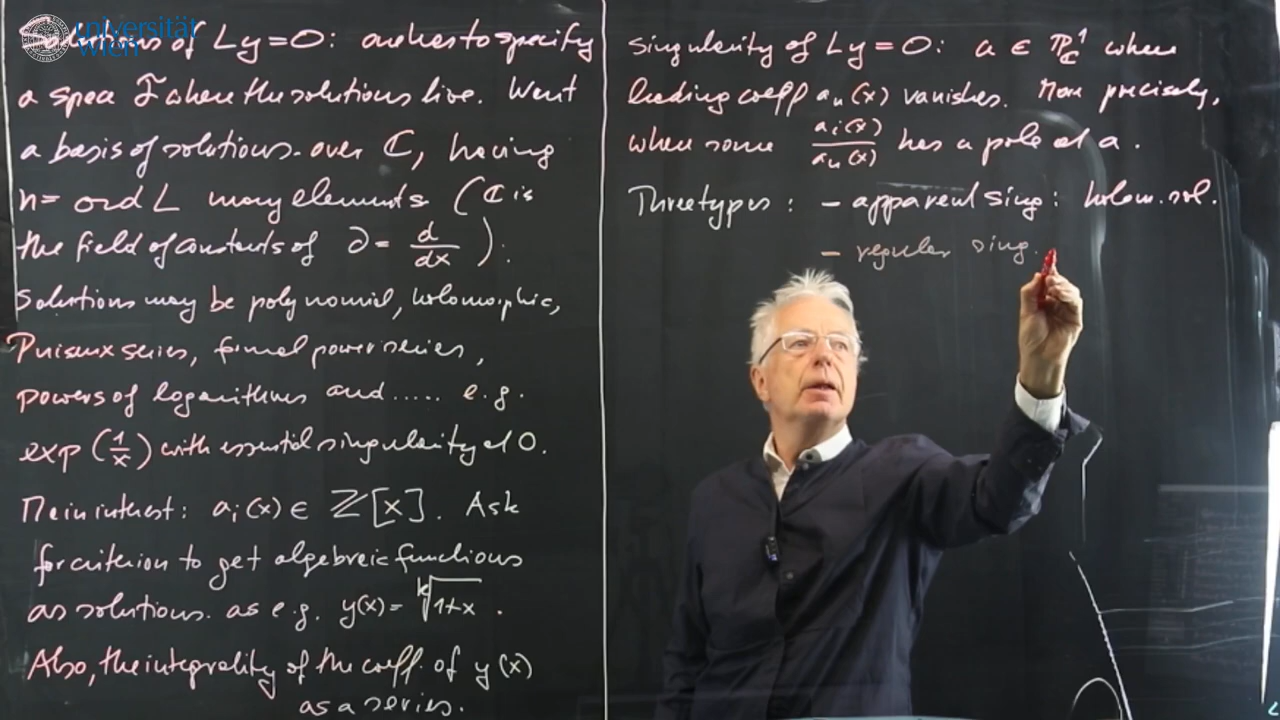 universität
wien
Solutions of Ly=0: one has to specify
a space F where the solutions live. Want
a basis of solutions over ℂ, having
n = ord L many elements (ℂ is
the field of constants of ∂ = d/dx).
Solutions may be polynomial, holomorphic,
Puiseux series, formal power series,
powers of logarithms and ..... e.g.
exp(1/x) with essential singularity at 0.
Main interest: aᵢ(x) ∈ ℤ[x]. Ask
for criterion to get algebraic functions
as solutions. as e.g. y(x) = ᵏ√1+x .
Also, the integrality of the coeff. of y(x)
as a series.
Singularity of Ly=0: a ∈ ℙ¹_ℂ where
leading coeff aₙ(x) vanishes. More precisely,
where some aᵢ(x)/aₙ(x) has a pole at a.
Three types: – apparent sing: holom. sol.
– regular sing.